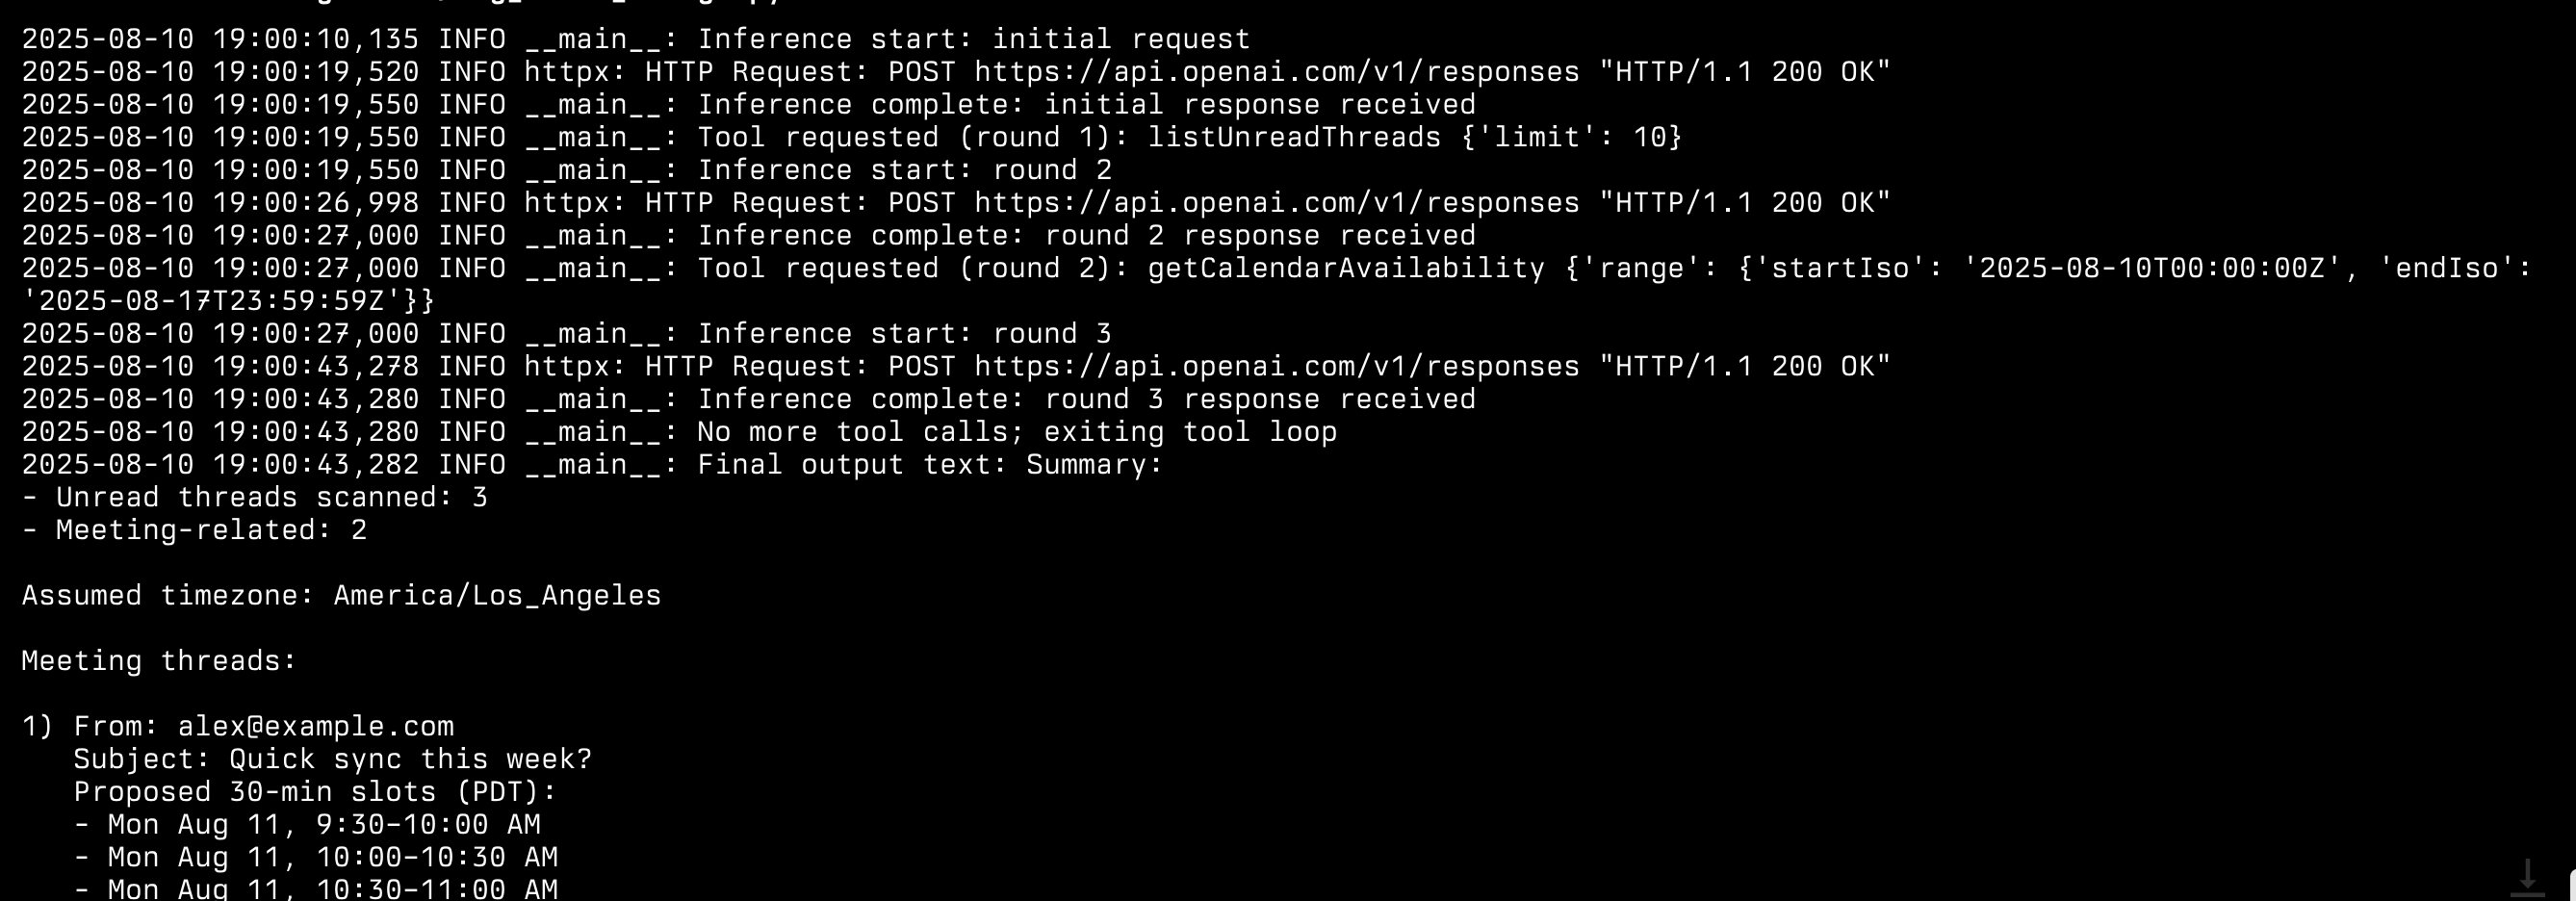 2025-08-10 19:00:10,135 INFO __main__: Inference start: initial request
2025-08-10 19:00:19,520 INFO httpx: HTTP Request: POST https://api.openai.com/v1/responses "HTTP/1.1 200 OK"
2025-08-10 19:00:19,550 INFO __main__: Inference complete: initial response received
2025-08-10 19:00:19,550 INFO __main__: Tool requested (round 1): listUnreadThreads {'limit': 10}
2025-08-10 19:00:19,550 INFO __main__: Inference start: round 2
2025-08-10 19:00:26,998 INFO httpx: HTTP Request: POST https://api.openai.com/v1/responses "HTTP/1.1 200 OK"
2025-08-10 19:00:27,000 INFO __main__: Inference complete: round 2 response received
2025-08-10 19:00:27,000 INFO __main__: Tool requested (round 2): getCalendarAvailability {'range': {'startIso': '2025-08-10T00:00:00Z', 'endIso':
'2025-08-17T23:59:59Z'}}
2025-08-10 19:00:27,000 INFO __main__: Inference start: round 3
2025-08-10 19:00:43,278 INFO httpx: HTTP Request: POST https://api.openai.com/v1/responses "HTTP/1.1 200 OK"
2025-08-10 19:00:43,280 INFO __main__: Inference complete: round 3 response received
2025-08-10 19:00:43,280 INFO __main__: No more tool calls; exiting tool loop
2025-08-10 19:00:43,282 INFO __main__: Final output text: Summary:
- Unread threads scanned: 3
- Meeting-related: 2
Assumed timezone: America/Los_Angeles
Meeting threads:
1) From: alex@example.com
Subject: Quick sync this week?
Proposed 30-min slots (PDT):
- Mon Aug 11, 9:30–10:00 AM
- Mon Aug 11, 10:00–10:30 AM
- Mon Aug 11, 10:30–11:00 AM